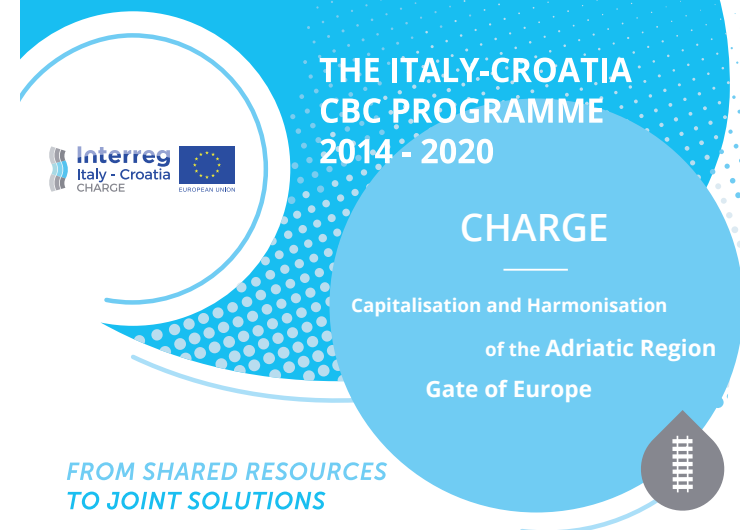 THE ITALY-CROATIA
CBC PROGRAMME
2014 - 2020
Interreg
Italy - Croatia
CHARGE
EUROPEAN UNION
CHARGE
Capitalisation and Harmonisation
of the Adriatic Region
Gate of Europe
FROM SHARED RESOURCES
TO JOINT SOLUTIONS